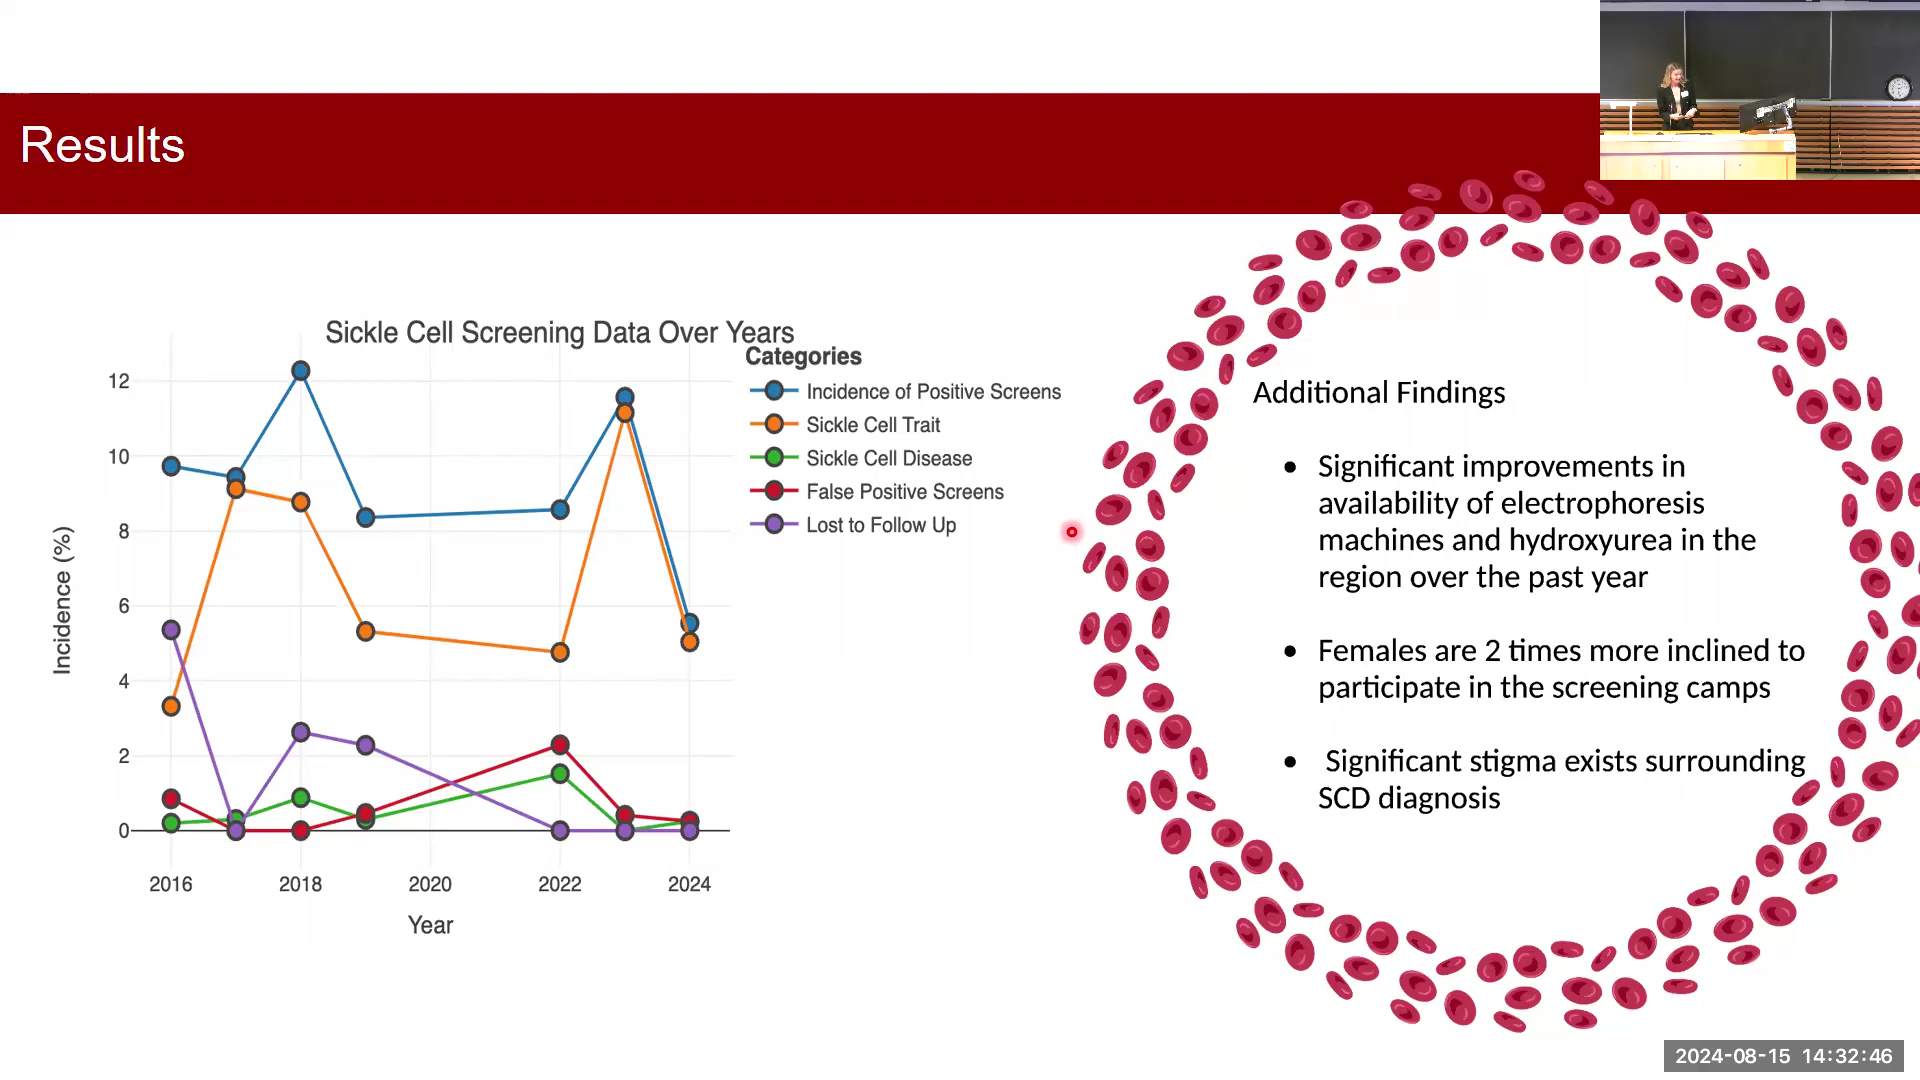 Results
Sickle Cell Screening Data Over Years
Categories
Incidence of Positive Screens
Sickle Cell Trait
Sickle Cell Disease
False Positive Screens
Lost to Follow Up
12
10
8
6
4
2
0
Incidence (%)
2016 2018 2020 2022 2024
Year
Additional Findings
• Significant improvements in
availability of electrophoresis
machines and hydroxyurea in the
region over the past year
• Females are 2 times more inclined to
participate in the screening camps
• Significant stigma exists surrounding
SCD diagnosis
2024-08-15 14:32:46